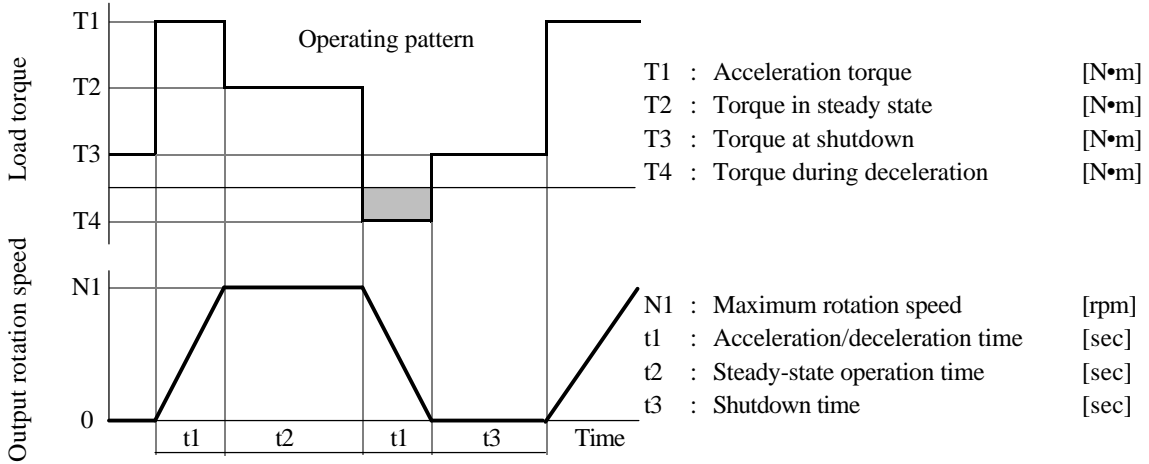 Load torque
T1
T2
T3
T4
Operating pattern
T1 : Acceleration torque [N•m]
T2 : Torque in steady state [N•m]
T3 : Torque at shutdown [N•m]
T4 : Torque during deceleration [N•m]
Output rotation speed
N1
0
t1 t2 t1 t3 Time
N1 : Maximum rotation speed [rpm]
t1 : Acceleration/deceleration time [sec]
t2 : Steady-state operation time [sec]
t3 : Shutdown time [sec]